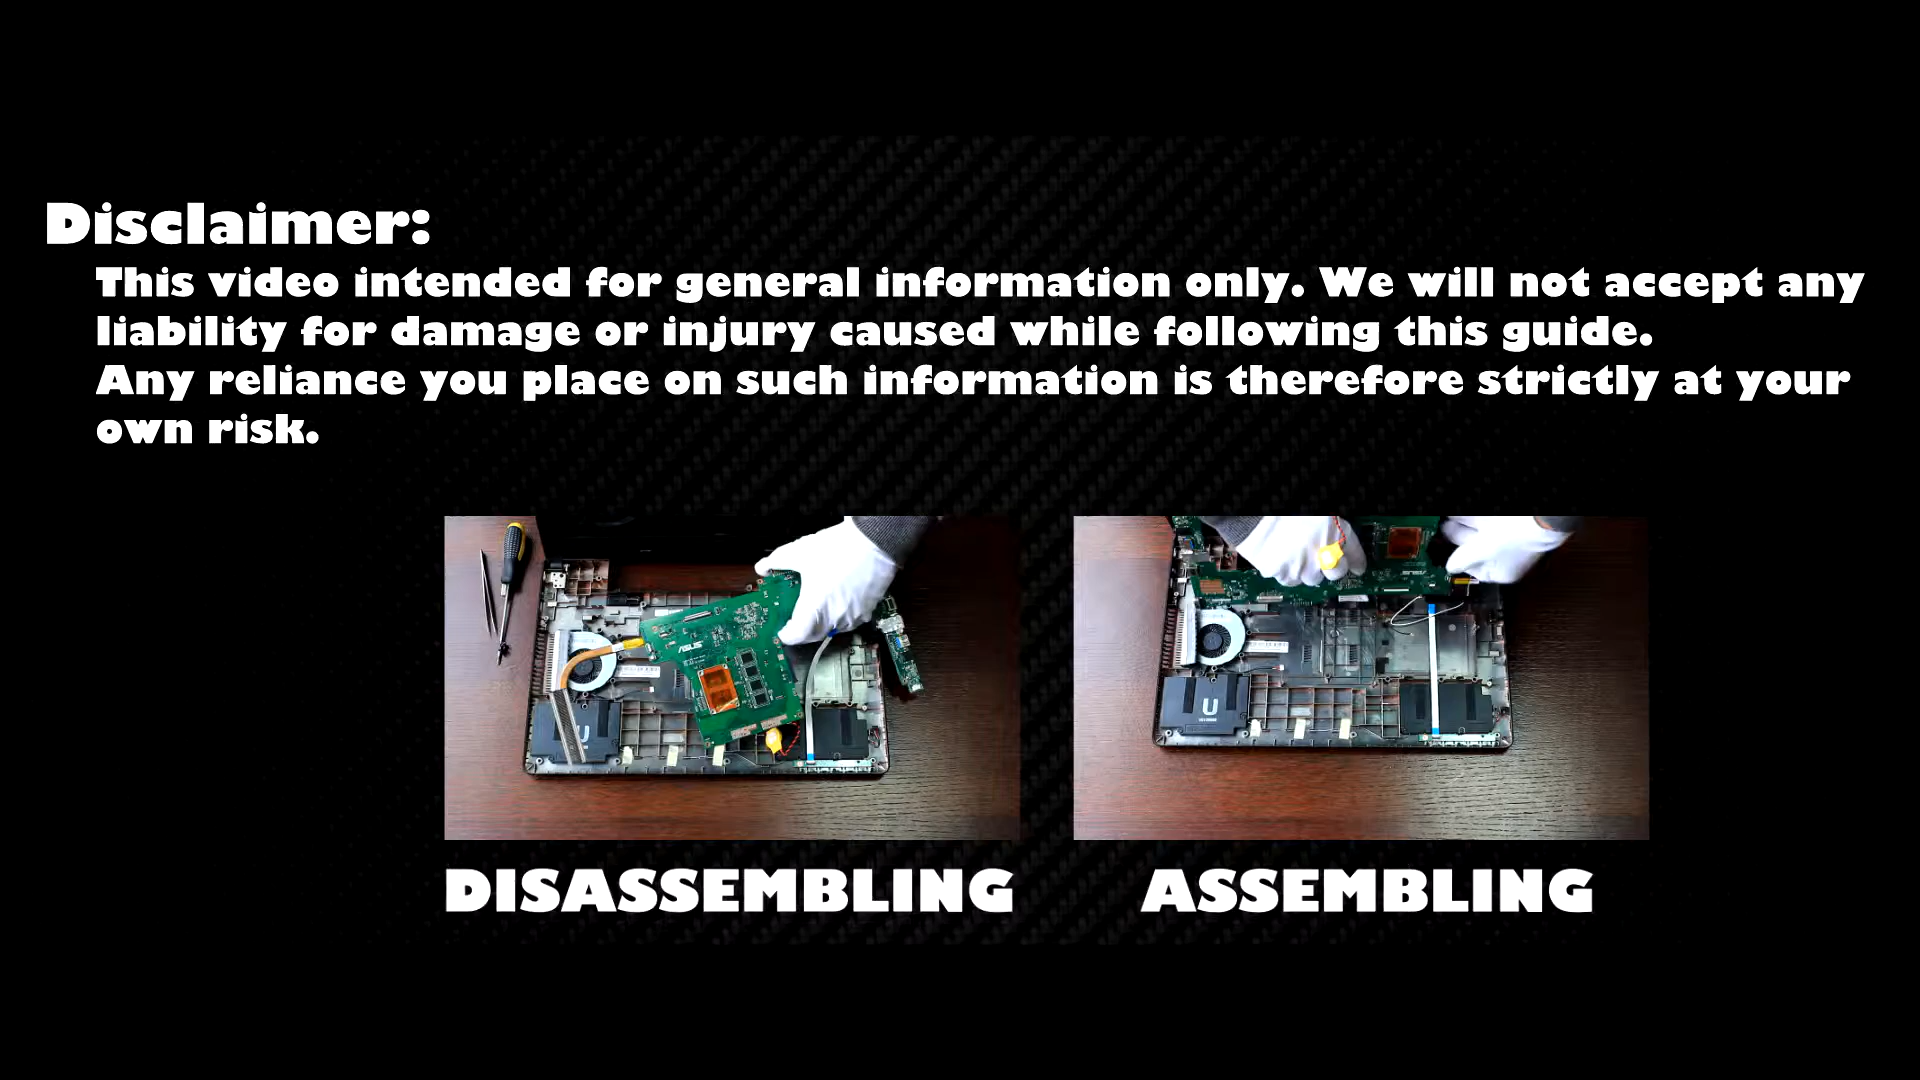 Disclaimer:
This video intended for general information only. We will not accept any
liability for damage or injury caused while following this guide.
Any reliance you place on such information is therefore strictly at your
own risk.
ASUS
U
ASUS
U
DISASSEMBLING
ASSEMBLING